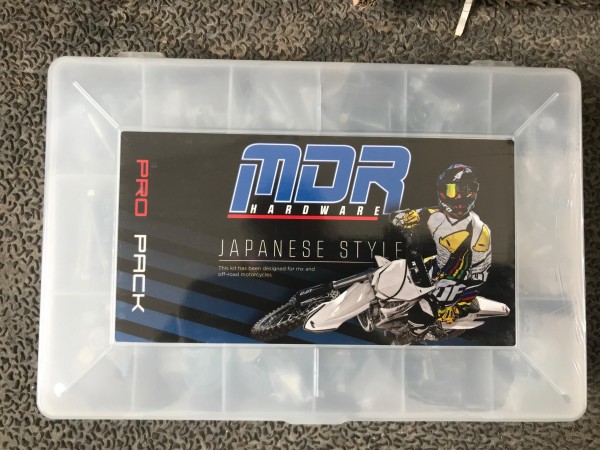 PRO PACK
MDR
HARDWARE
JAPANESE STYLE
This kit has been designed for mx and
off-road motorcycles